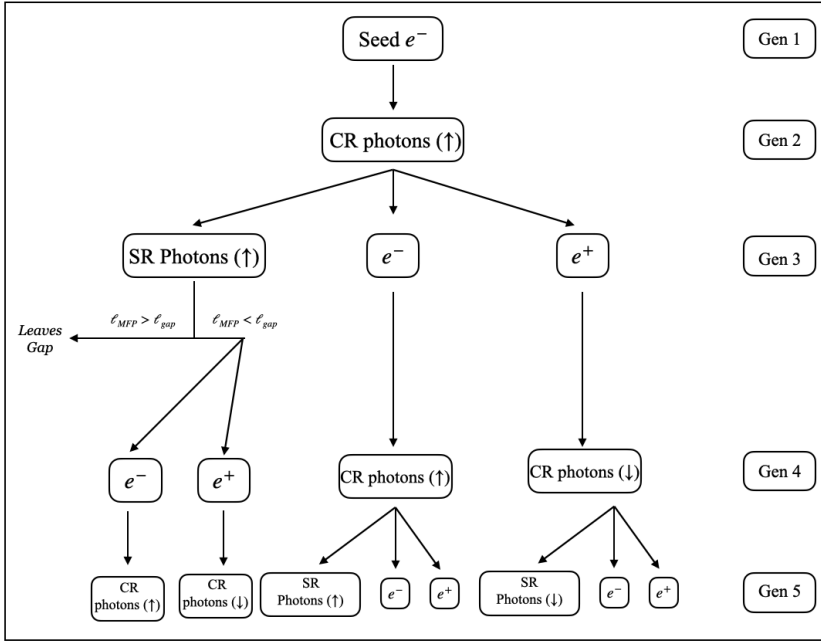 Seed e⁻
Gen 1
CR photons (↑)
Gen 2
SR Photons (↑)
e⁻
e⁺
Gen 3
ℓMFP > ℓgap
ℓMFP < ℓgap
Leaves
Gap
e⁻
e⁺
CR photons (↑)
CR photons (↓)
Gen 4
CR
photons (↑)
CR
photons (↓)
SR
Photons (↑)
e⁻
e⁺
SR
Photons (↓)
e⁻
e⁺
Gen 5